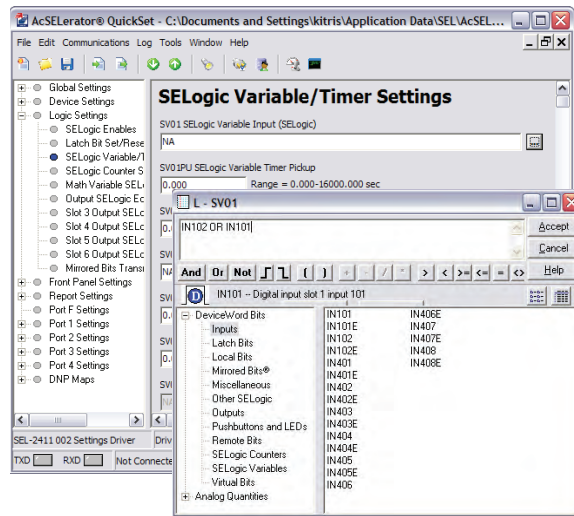 AcSELerator® QuickSet - C:\Documents and Settings\kitris\Application Data\SEL\AcSEL...
File Edit Communications Log Tools Window Help
Global Settings
Device Settings
Logic Settings
SELogic Enables
Latch Bit Set/Rese
SELogic Variable/T
SELogic Counter S
Math Variable SEL
Output SELogic Ec
Slot 3 Output SELc
Slot 4 Output SELc
Slot 5 Output SELc
Slot 6 Output SELc
Mirrored Bits Transi
Front Panel Settings
Report Settings
Port F Settings
Port 1 Settings
Port 2 Settings
Port 3 Settings
Port 4 Settings
DNP Maps
SELogic Variable/Timer Settings
SV01 SELogic Variable Input (SELogic)
NA
SV01PU SELogic Variable Timer Pickup
0.000 Range = 0.000-16000.000 sec
L - SV01
IN102 OR IN101
Accept
Cancel
Help
And Or Not ( ) + - / * > < >= <= = <>
IN101 -- Digital input slot 1 input 101
DeviceWord Bits
Inputs
Latch Bits
Local Bits
Mirrored Bits®
Miscellaneous
Other SELogic
Outputs
Pushbuttons and LEDs
Remote Bits
SELogic Counters
SELogic Variables
Virtual Bits
Analog Quantities
IN101
IN101E
IN102
IN102E
IN401
IN401E
IN402
IN402E
IN403
IN403E
IN404
IN404E
IN405
IN405E
IN406
IN406E
IN407
IN407E
IN408
IN408E
SEL-2411 002 Settings Driver
Driv
TXD RXD Not Connecte